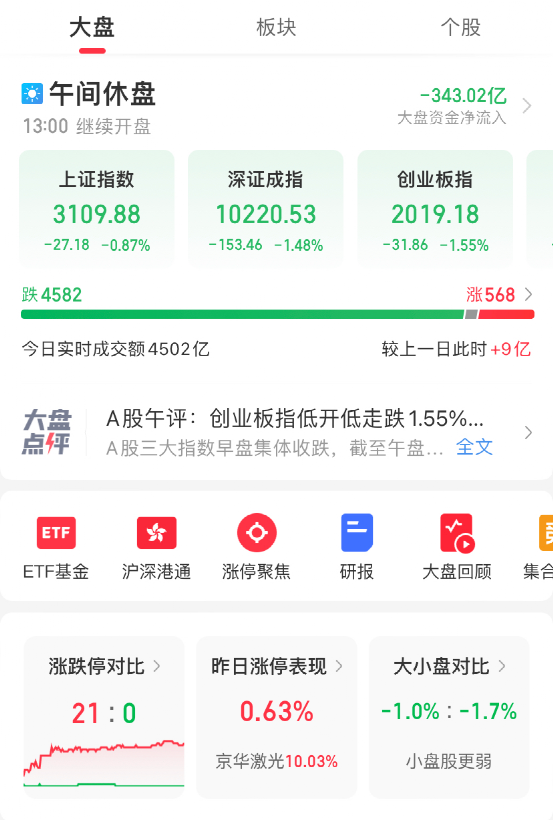 大盘 板块 个股
午间休盘 -343.02亿
13:00 继续开盘 大盘资金净流入
上证指数 深证成指 创业板指
3109.88 10220.53 2019.18
-27.18 -0.87% -153.46 -1.48% -31.86 -1.55%
跌4582 涨568
今日实时成交额4502亿 较上一日此时+9亿
大盘点评
A股午评：创业板指低开低走跌1.55%...
A股三大指数早盘集体收跌，截至午盘... 全文
ETF
ETF基金 沪深港通 涨停聚焦 研报 大盘回顾 集合
涨跌停对比 昨日涨停表现 大小盘对比
21:0 0.63% -1.0%:-1.7%
京华激光10.03% 小盘股更弱